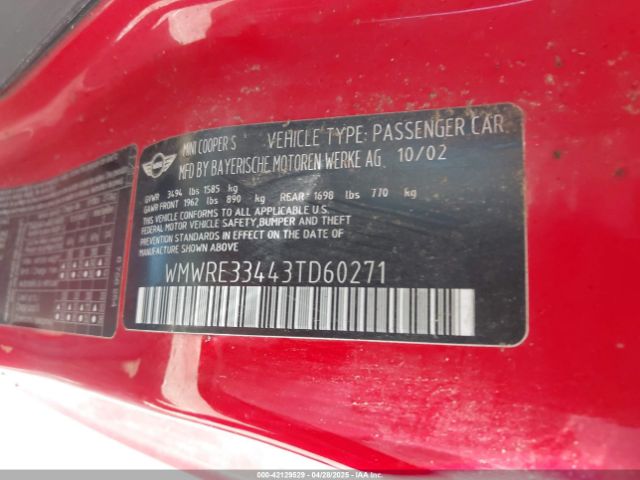 MINI COOPER S VEHICLE TYPE: PASSENGER CAR
MFD BY BAYERISCHE MOTOREN WERKE AG 10/02
GVWR 3494 lbs 1585 kg
GAWR FRONT 1962 lbs 890 kg REAR 1698 lbs 770 kg
THIS VEHICLE CONFORMS TO ALL APPLICABLE U.S.
FEDERAL MOTOR VEHICLE SAFETY, BUMPER AND THEFT
PREVENTION STANDARDS IN EFFECT ON THE DATE OF
MANUFACTURE SHOWN ABOVE.
WMWRE33443TD60271
000-42129529 | 04/28/2025 - IAA Inc. All Rights Reserved